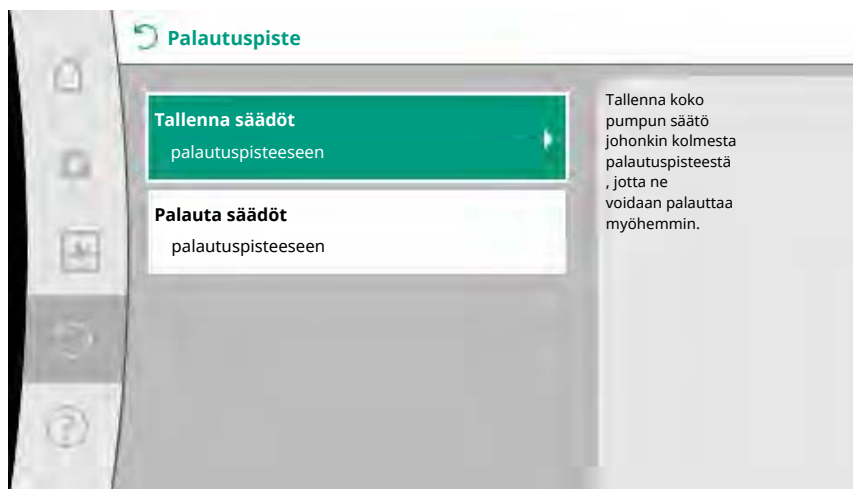 Palautuspiste
Tallenna säädöt
palautuspisteeseen
Palauta säädöt
palautuspisteeseen
Tallenna koko
pumpun säätö
johonkin kolmesta
palautuspisteestä
, jotta ne
voidaan palauttaa
myöhemmin.